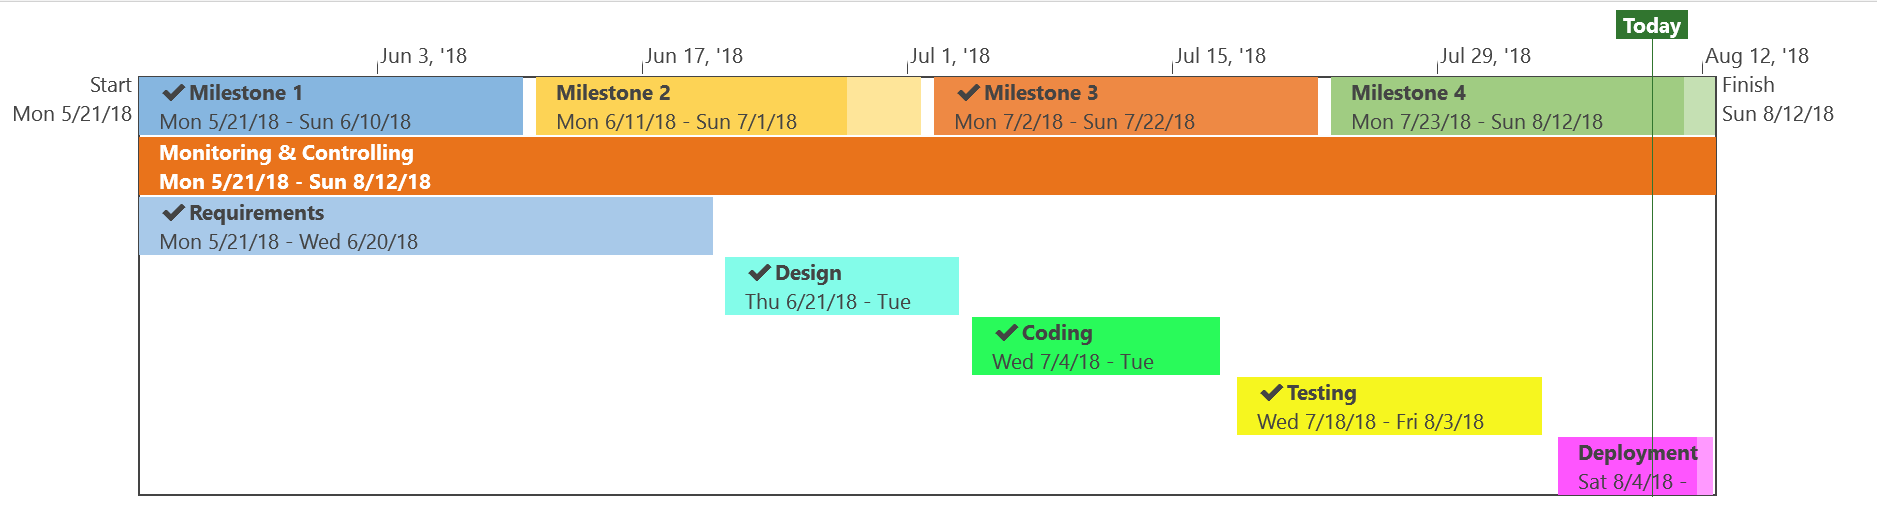 Today
Jun 3, '18
Jun 17, '18
Jul 1, '18
Jul 15, '18
Jul 29, '18
Aug 12, '18
Start
Mon 5/21/18
Milestone 1
Mon 5/21/18 - Sun 6/10/18
Milestone 2
Mon 6/11/18 - Sun 7/1/18
Milestone 3
Mon 7/2/18 - Sun 7/22/18
Milestone 4
Mon 7/23/18 - Sun 8/12/18
Finish
Sun 8/12/18
Monitoring & Controlling
Mon 5/21/18 - Sun 8/12/18
Requirements
Mon 5/21/18 - Wed 6/20/18
Design
Thu 6/21/18 - Tue
Coding
Wed 7/4/18 - Tue
Testing
Wed 7/18/18 - Fri 8/3/18
Deployment
Sat 8/4/18 -